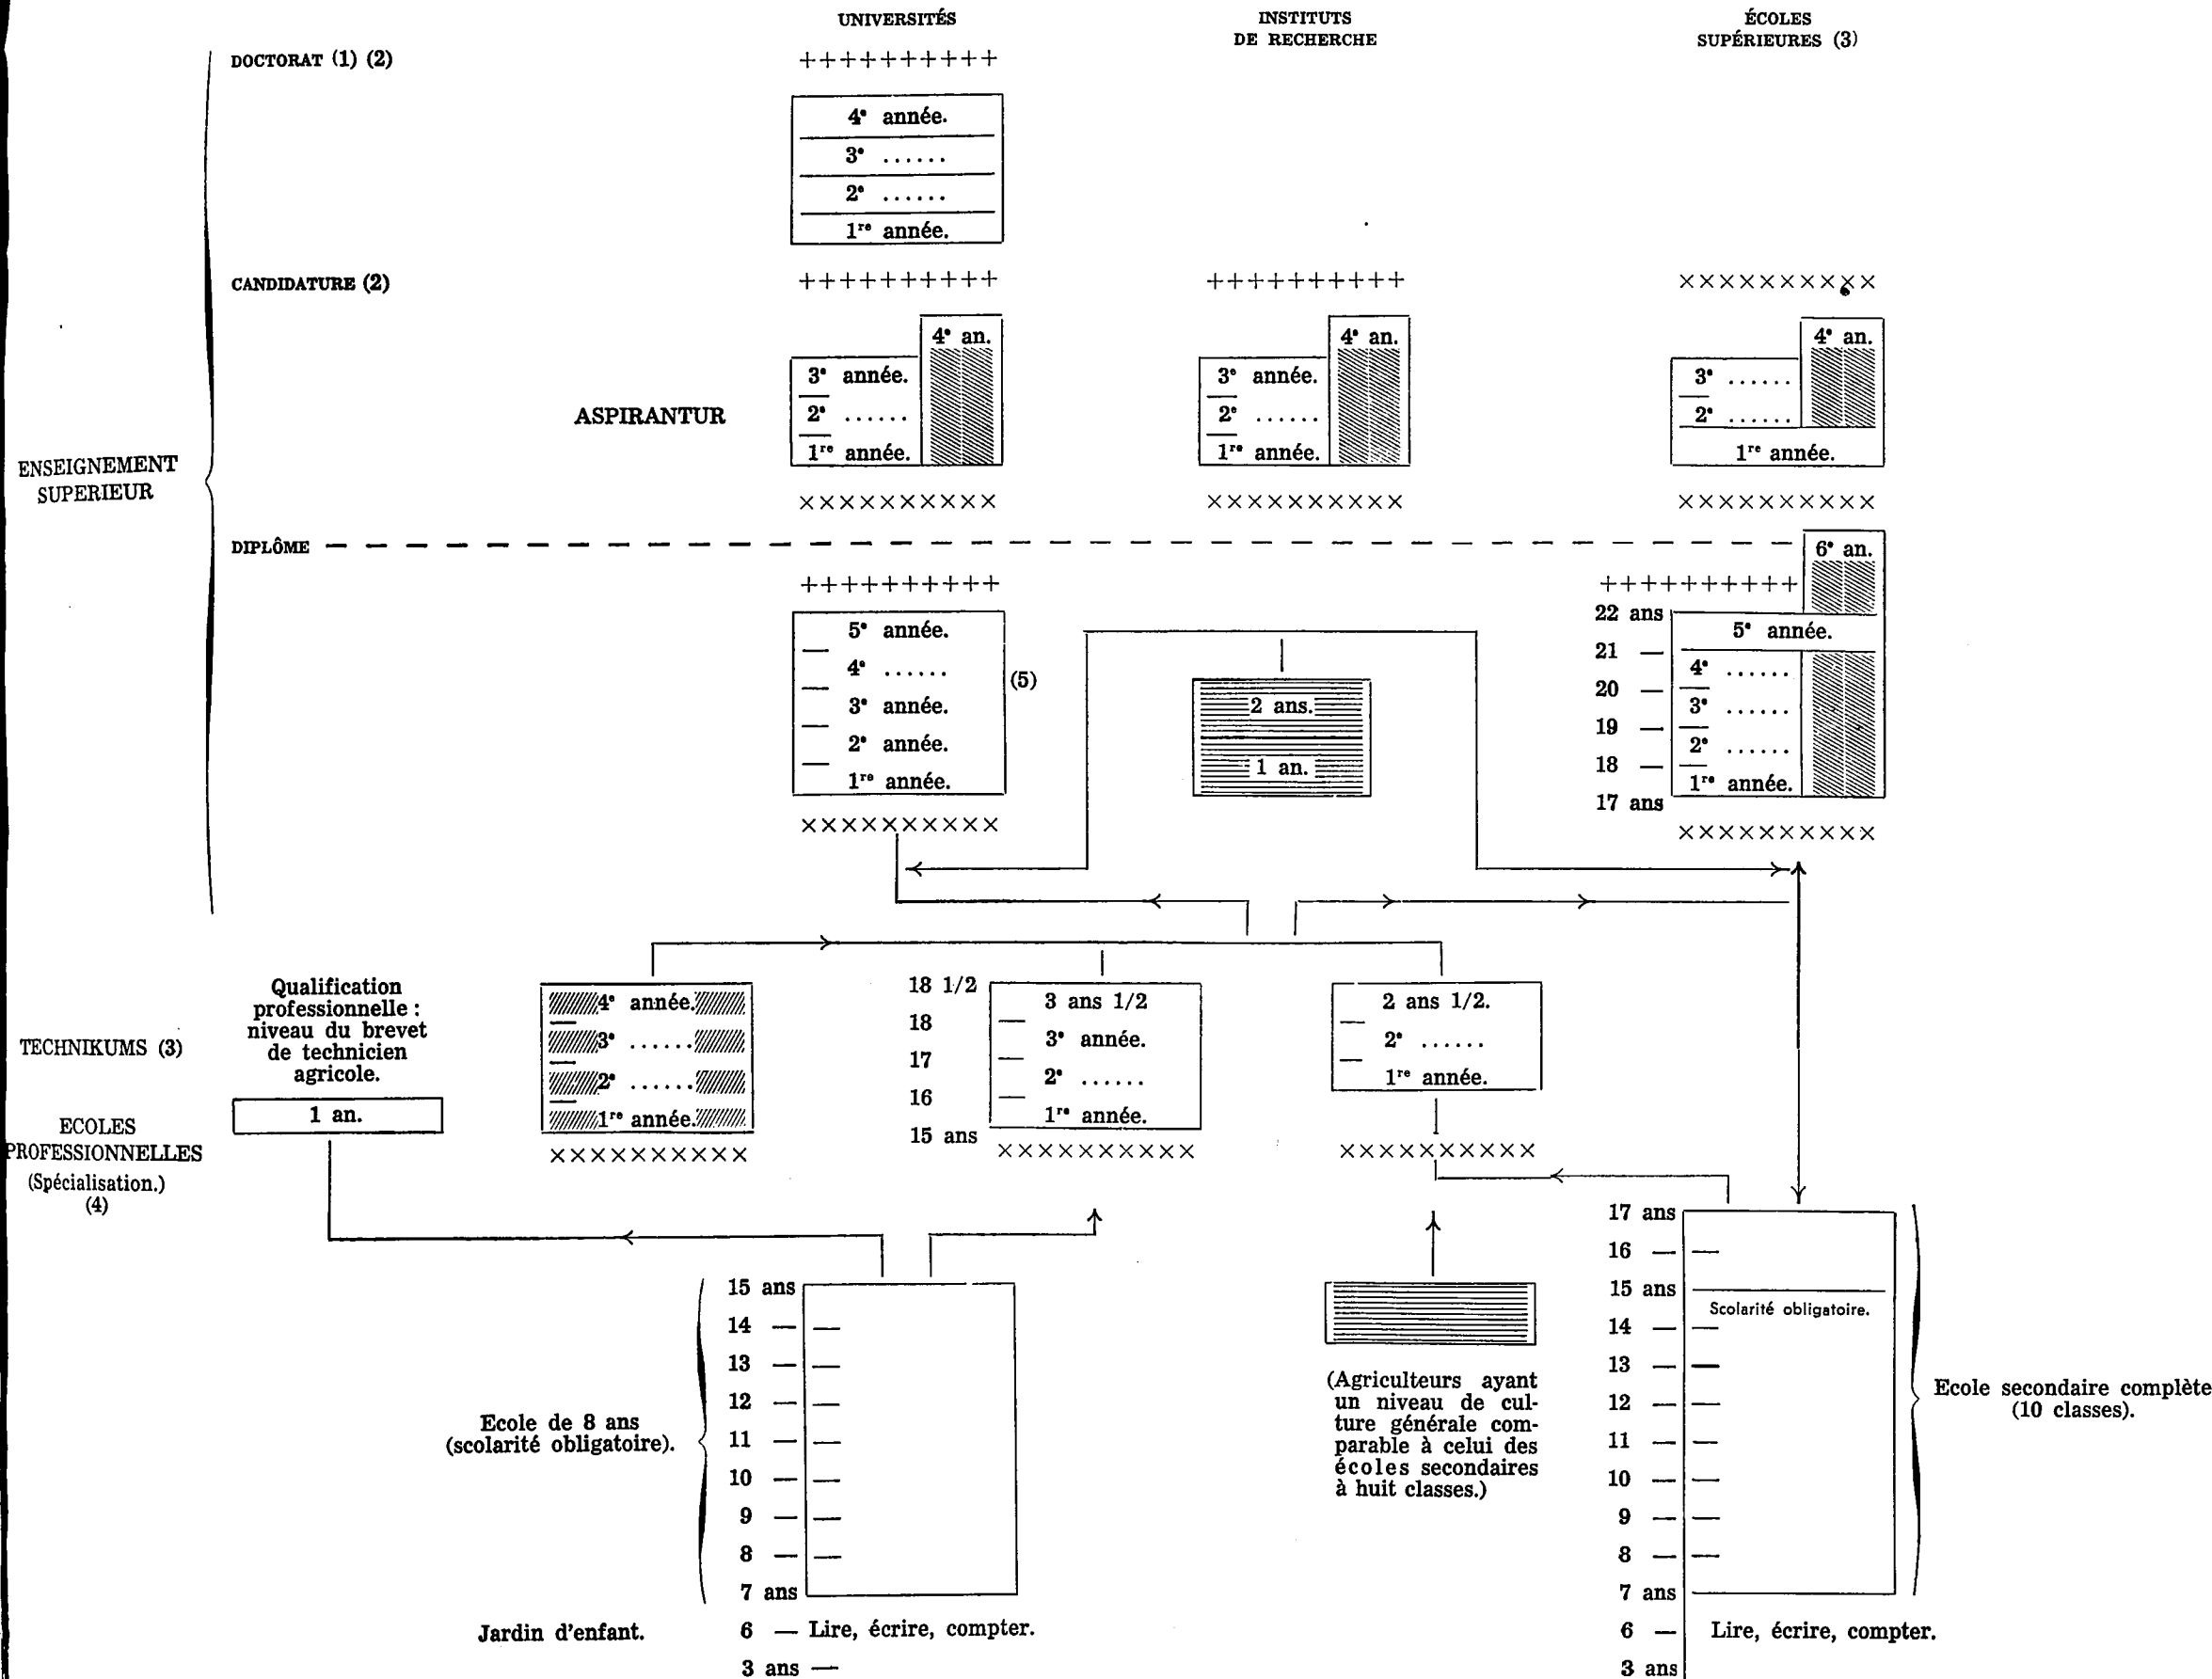 UNIVERSITÉS
INSTITUTS
DE RECHERCHE
ÉCOLES
SUPÉRIEURES (3)
DOCTORAT (1) (2)
++++++++++
4e année.
3e ......
2e ......
1re année.
CANDIDATURE (2)
++++++++++
++++++++++
××××××××××
ASPIRANTUR
4e an.
3e année.
2e ......
1re année.
4e an.
3e année.
2e ......
1re année.
4e an.
3e ......
2e ......
1re année.
××××××××××
××××××××××
××××××××××
ENSEIGNEMENT
SUPERIEUR
DIPLÔME
++++++++++
5e année.
4e ......
3e année.
2e année.
1re année.
(5)
××××××××××
2 ans.
1 an.
6e an.
++++++++++
22 ans
21 —
20 —
19 —
18 —
17 ans
5e année.
4e ......
3e ......
2e ......
1re année.
××××××××××
TECHNIKUMS (3)
ECOLES
PROFESSIONNELLES
(Spécialisation.)
(4)
Qualification
professionnelle :
niveau du brevet
de technicien
agricole.
1 an.
4e année.
3e ......
2e ......
1re année.
××××××××××
18 1/2
18
17
16
15 ans
3 ans 1/2
3e année.
2e ......
1re année.
××××××××××
2 ans 1/2.
2e ......
1re année.
××××××××××
Ecole de 8 ans
(scolarité obligatoire).
15 ans
14 —
13 —
12 —
11 —
10 —
9 —
8 —
7 ans
Jardin d'enfant.
6 — Lire, écrire, compter.
3 ans —
(Agriculteurs ayant
un niveau de cul-
ture générale com-
parable à celui des
écoles secondaires
à huit classes.)
17 ans
16 —
15 ans
Scolarité obligatoire.
14 —
13 —
12 —
11 —
10 —
9 —
8 —
7 ans
6 — Lire, écrire, compter.
3 ans
Ecole secondaire complète
(10 classes).